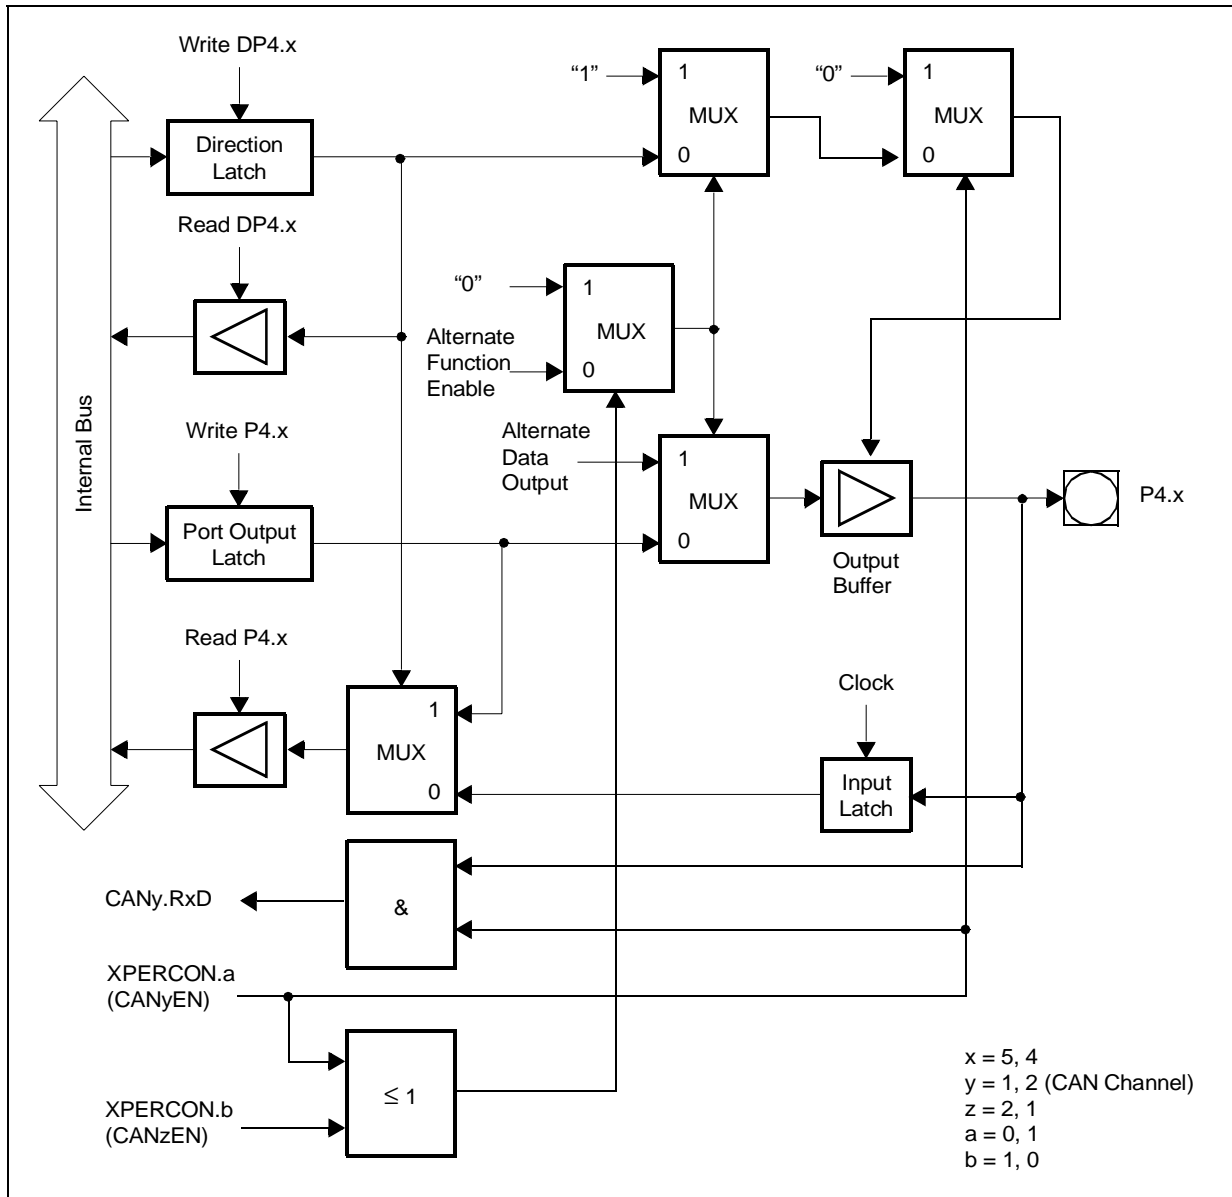 Write DP4.x
“1”
1
MUX
0
“0”
1
MUX
0
Direction
Latch
Read DP4.x
“0”
1
MUX
0
Alternate
Function
Enable
Internal Bus
Write P4.x
Alternate
Data
Output
1
MUX
0
P4.x
Port Output
Latch
Output
Buffer
Read P4.x
Clock
1
MUX
0
Input
Latch
CANy.RxD
&
XPERCON.a
(CANyEN)
≤ 1
XPERCON.b
(CANzEN)
x = 5, 4
y = 1, 2 (CAN Channel)
z = 2, 1
a = 0, 1
b = 1, 0